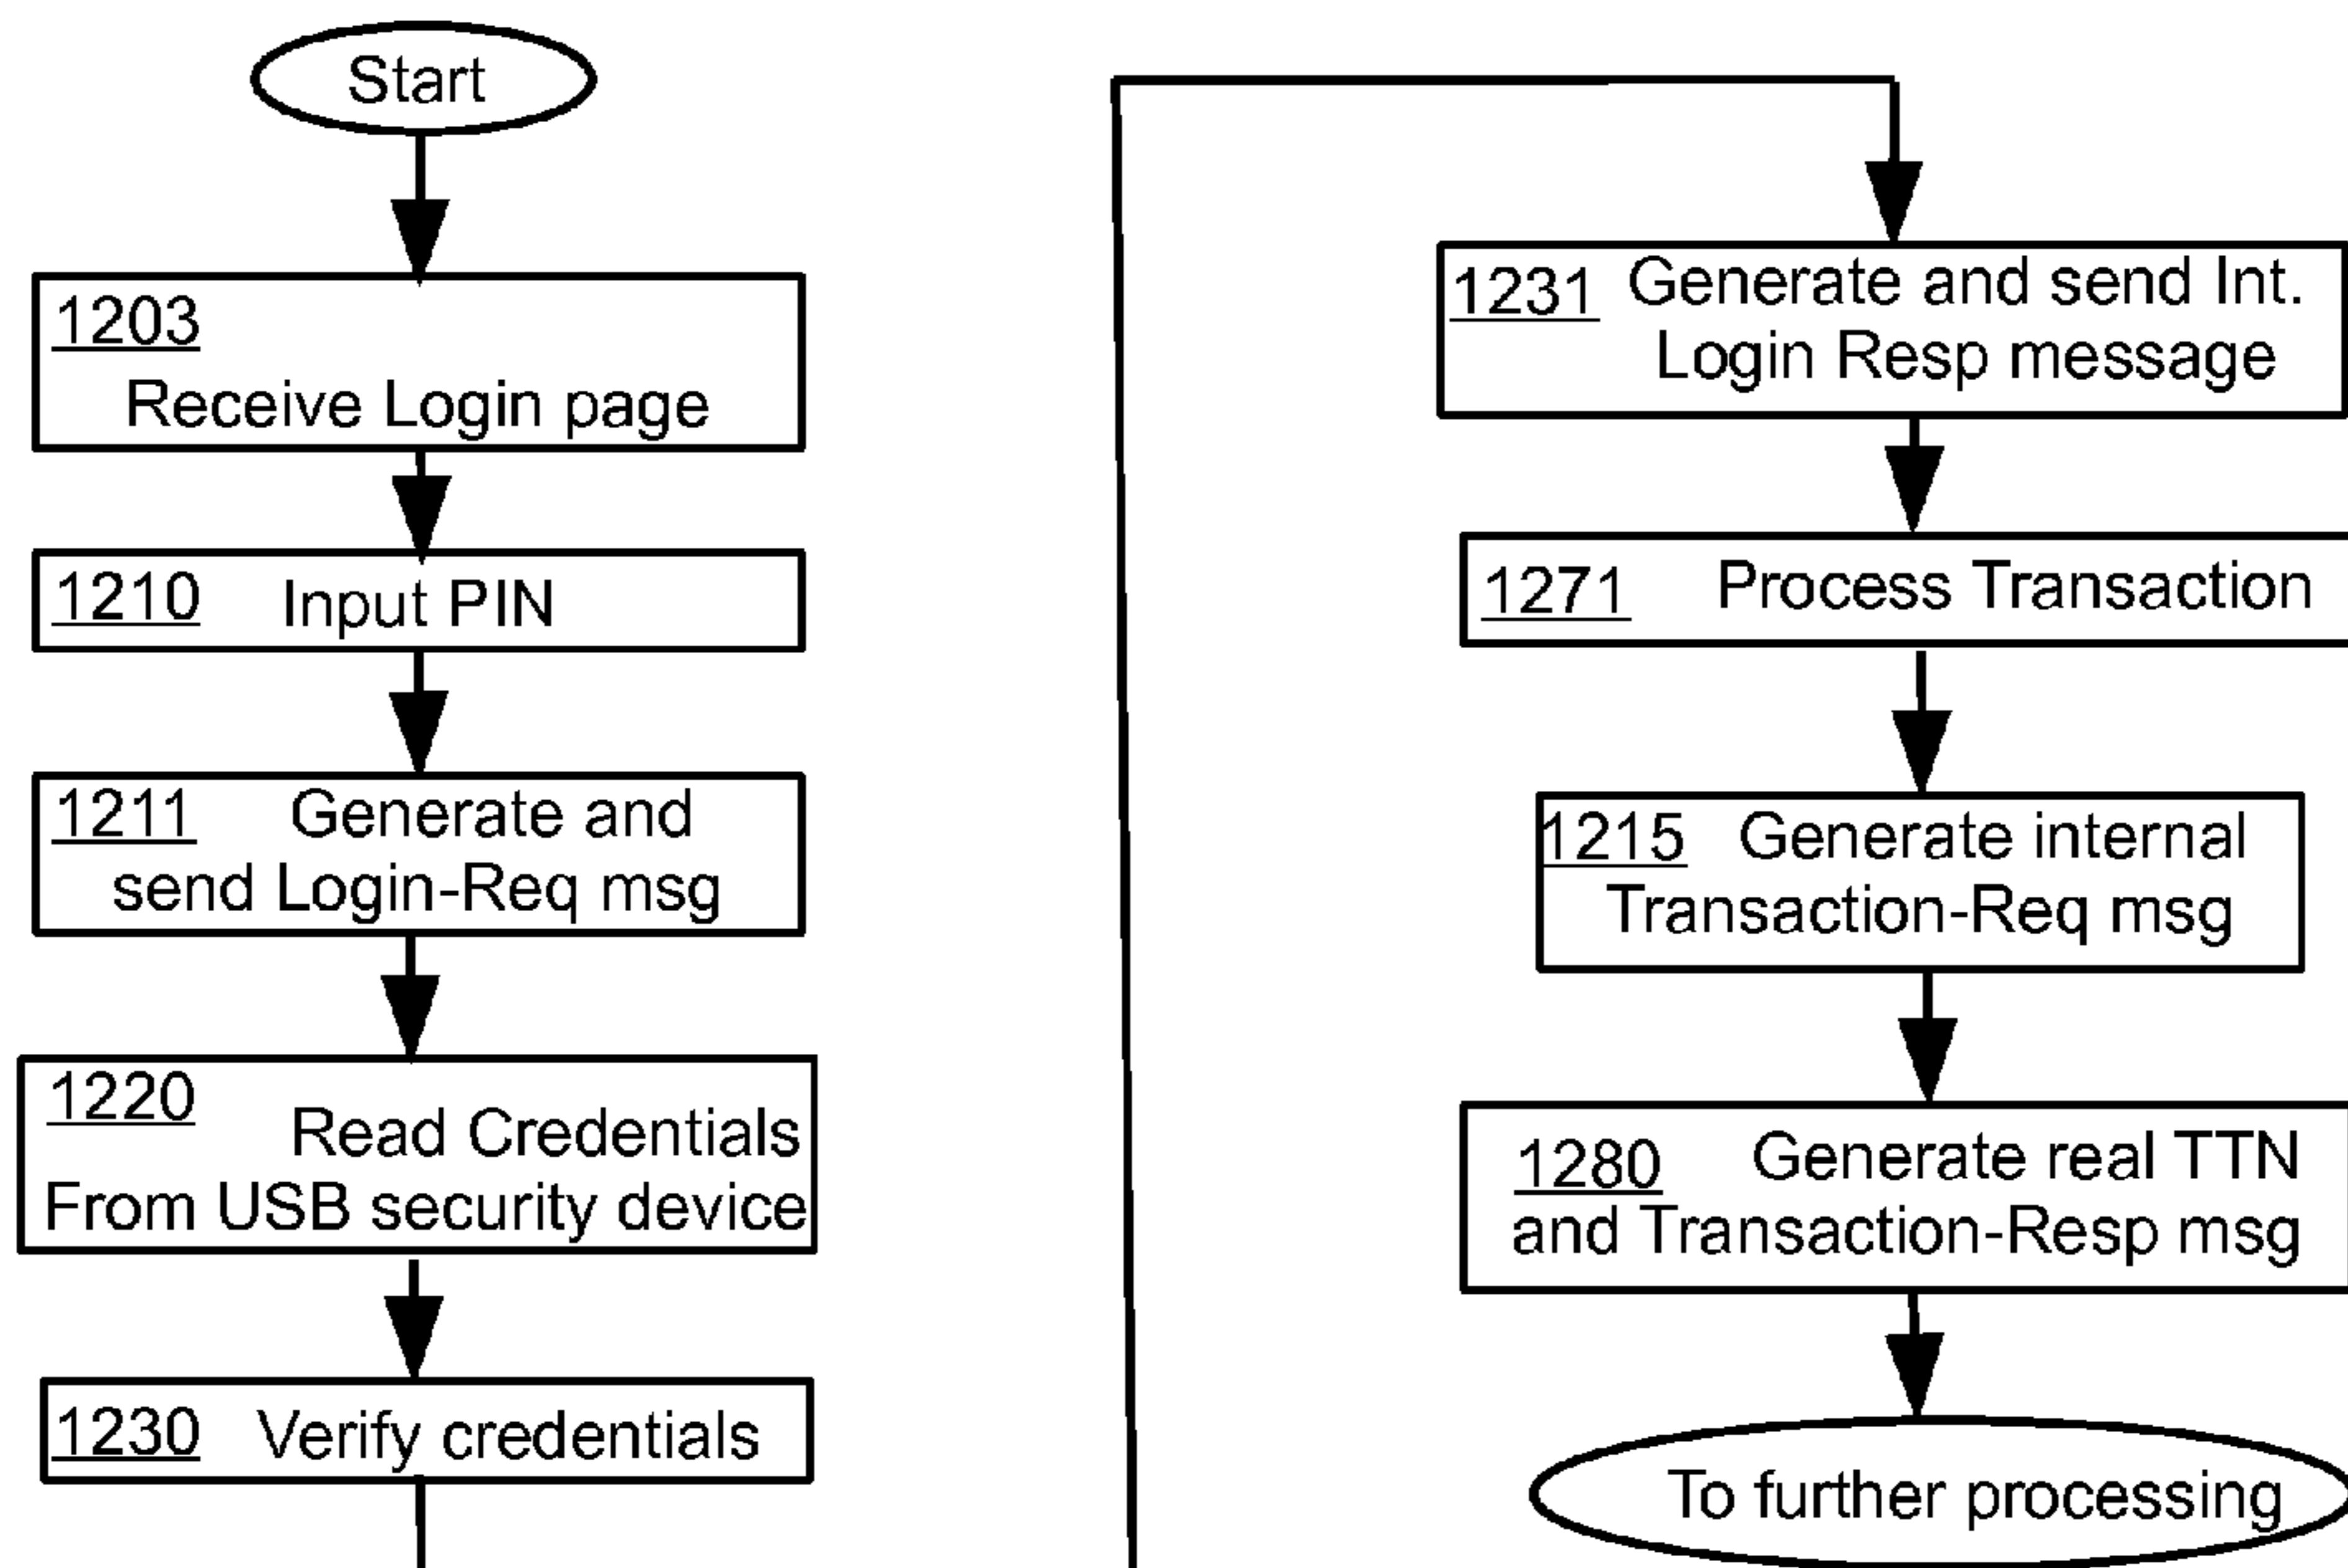 Start
1203
Receive Login page
1210 Input PIN
1211 Generate and
send Login-Req msg
1220
Read Credentials
From USB security device
1230 Verify credentials
1231 Generate and send Int.
Login Resp message
1271 Process Transaction
1215 Generate internal
Transaction-Req msg
1280 Generate real TTN
and Transaction-Resp msg
To further processing